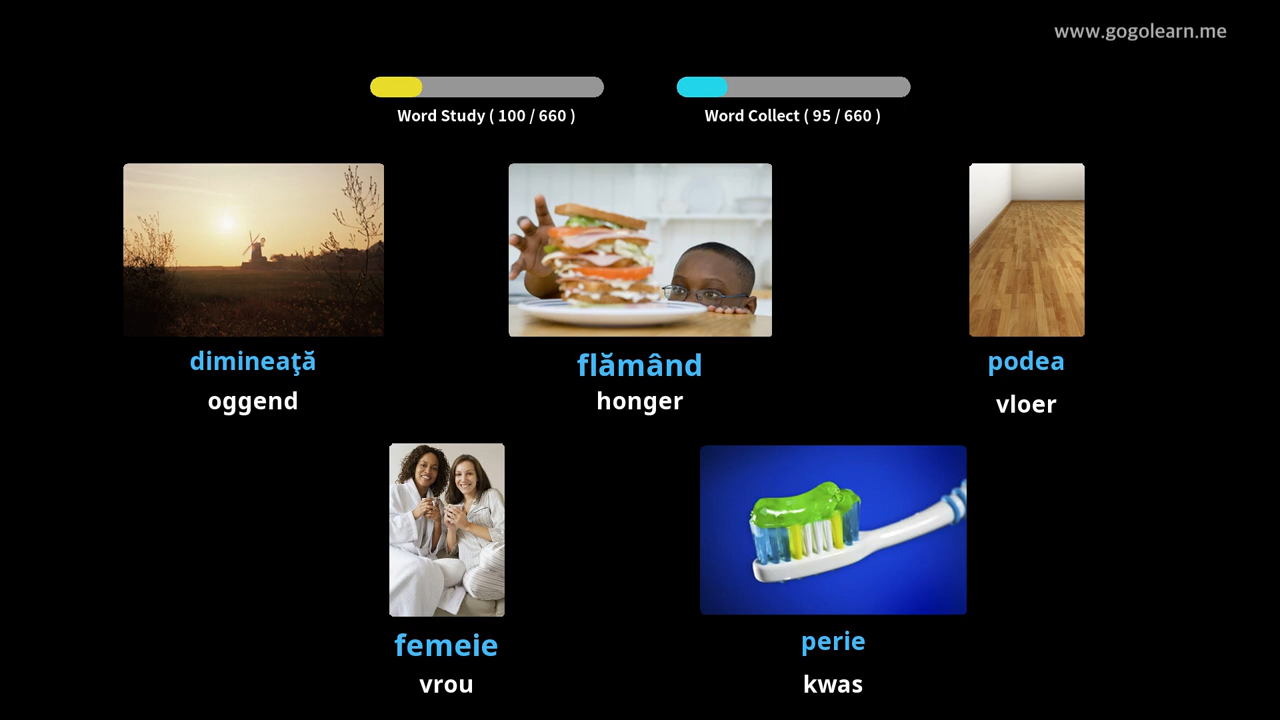 www.gogolearn.me
Word Study ( 100 / 660 )
Word Collect ( 95 / 660 )
dimineaţă
oggend
flămând
honger
podea
vloer
femeie
vrou
perie
kwas